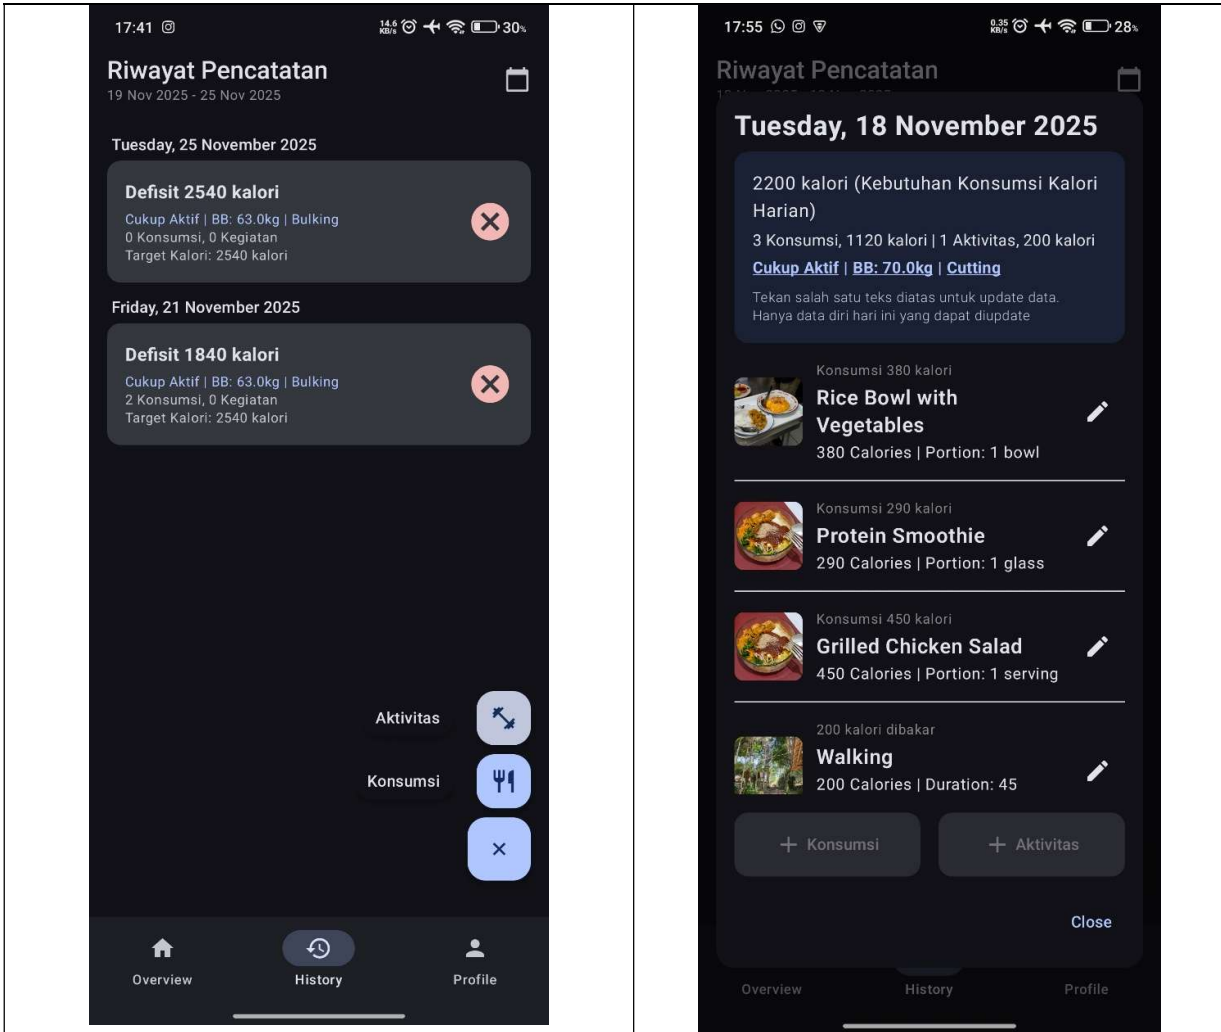 17:41
14.6
KB/s
30%
Riwayat Pencatatan
19 Nov 2025 - 25 Nov 2025
Tuesday, 25 November 2025
Defisit 2540 kalori
Cukup Aktif | BB: 63.0kg | Bulking
0 Konsumsi, 0 Kegiatan
Target Kalori: 2540 kalori
Friday, 21 November 2025
Defisit 1840 kalori
Cukup Aktif | BB: 63.0kg | Bulking
2 Konsumsi, 0 Kegiatan
Target Kalori: 2540 kalori
Aktivitas
Konsumsi
Overview
History
Profile
17:55
0.35
KB/s
28%
Riwayat Pencatatan
Tuesday, 18 November 2025
2200 kalori (Kebutuhan Konsumsi Kalori
Harian)
3 Konsumsi, 1120 kalori | 1 Aktivitas, 200 kalori
Cukup Aktif | BB: 70.0kg | Cutting
Tekan salah satu teks diatas untuk update data.
Hanya data diri hari ini yang dapat diupdate
Konsumsi 380 kalori
Rice Bowl with
Vegetables
380 Calories | Portion: 1 bowl
Konsumsi 290 kalori
Protein Smoothie
290 Calories | Portion: 1 glass
Konsumsi 450 kalori
Grilled Chicken Salad
450 Calories | Portion: 1 serving
200 kalori dibakar
Walking
200 Calories | Duration: 45
+ Konsumsi
+ Aktivitas
Close
Overview
History
Profile